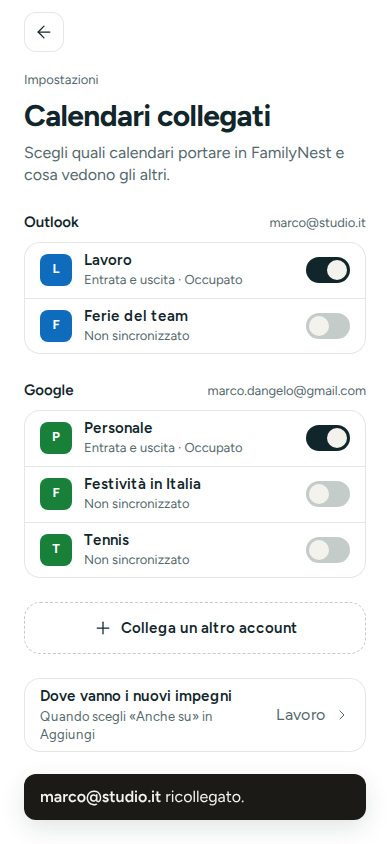 Impostazioni
Calendari collegati
Scegli quali calendari portare in FamilyNest e
cosa vedono gli altri.
Outlook marco@studio.it
L Lavoro
Entrata e uscita · Occupato
F Ferie del team
Non sincronizzato
Google marco.dangelo@gmail.com
P Personale
Entrata e uscita · Occupato
F Festività in Italia
Non sincronizzato
T Tennis
Non sincronizzato
Collega un altro account
Dove vanno i nuovi impegni
Quando scegli «Anche su» in
Aggiungi
Lavoro
marco@studio.it ricollegato.